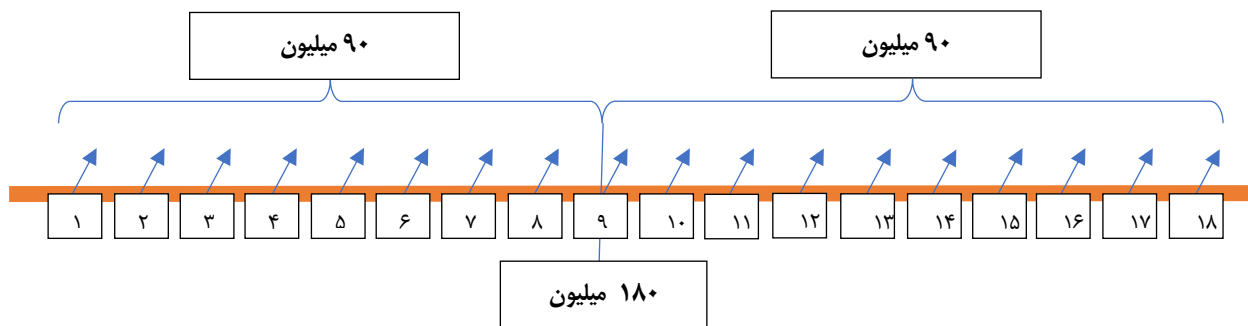 ۹۰ میلیون
۹۰ میلیون
۱ ۲ ۳ ۴ ۵ ۶ ۷ ۸ ۹ ۱۰ ۱۱ ۱۲ ۱۳ ۱۴ ۱۵ ۱۶ ۱۷ ۱۸
۱۸۰ میلیون